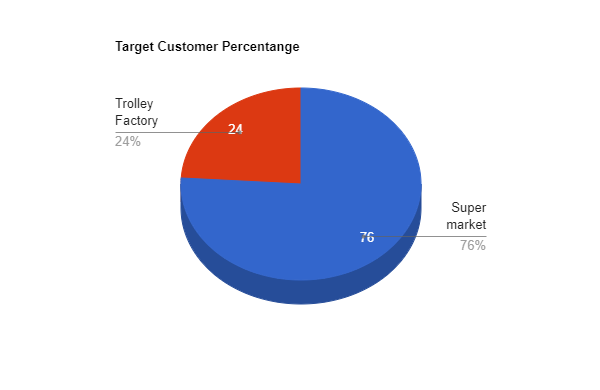 Target Customer Percentange
Trolley
Factory
24%
24
Super
market
76%
76